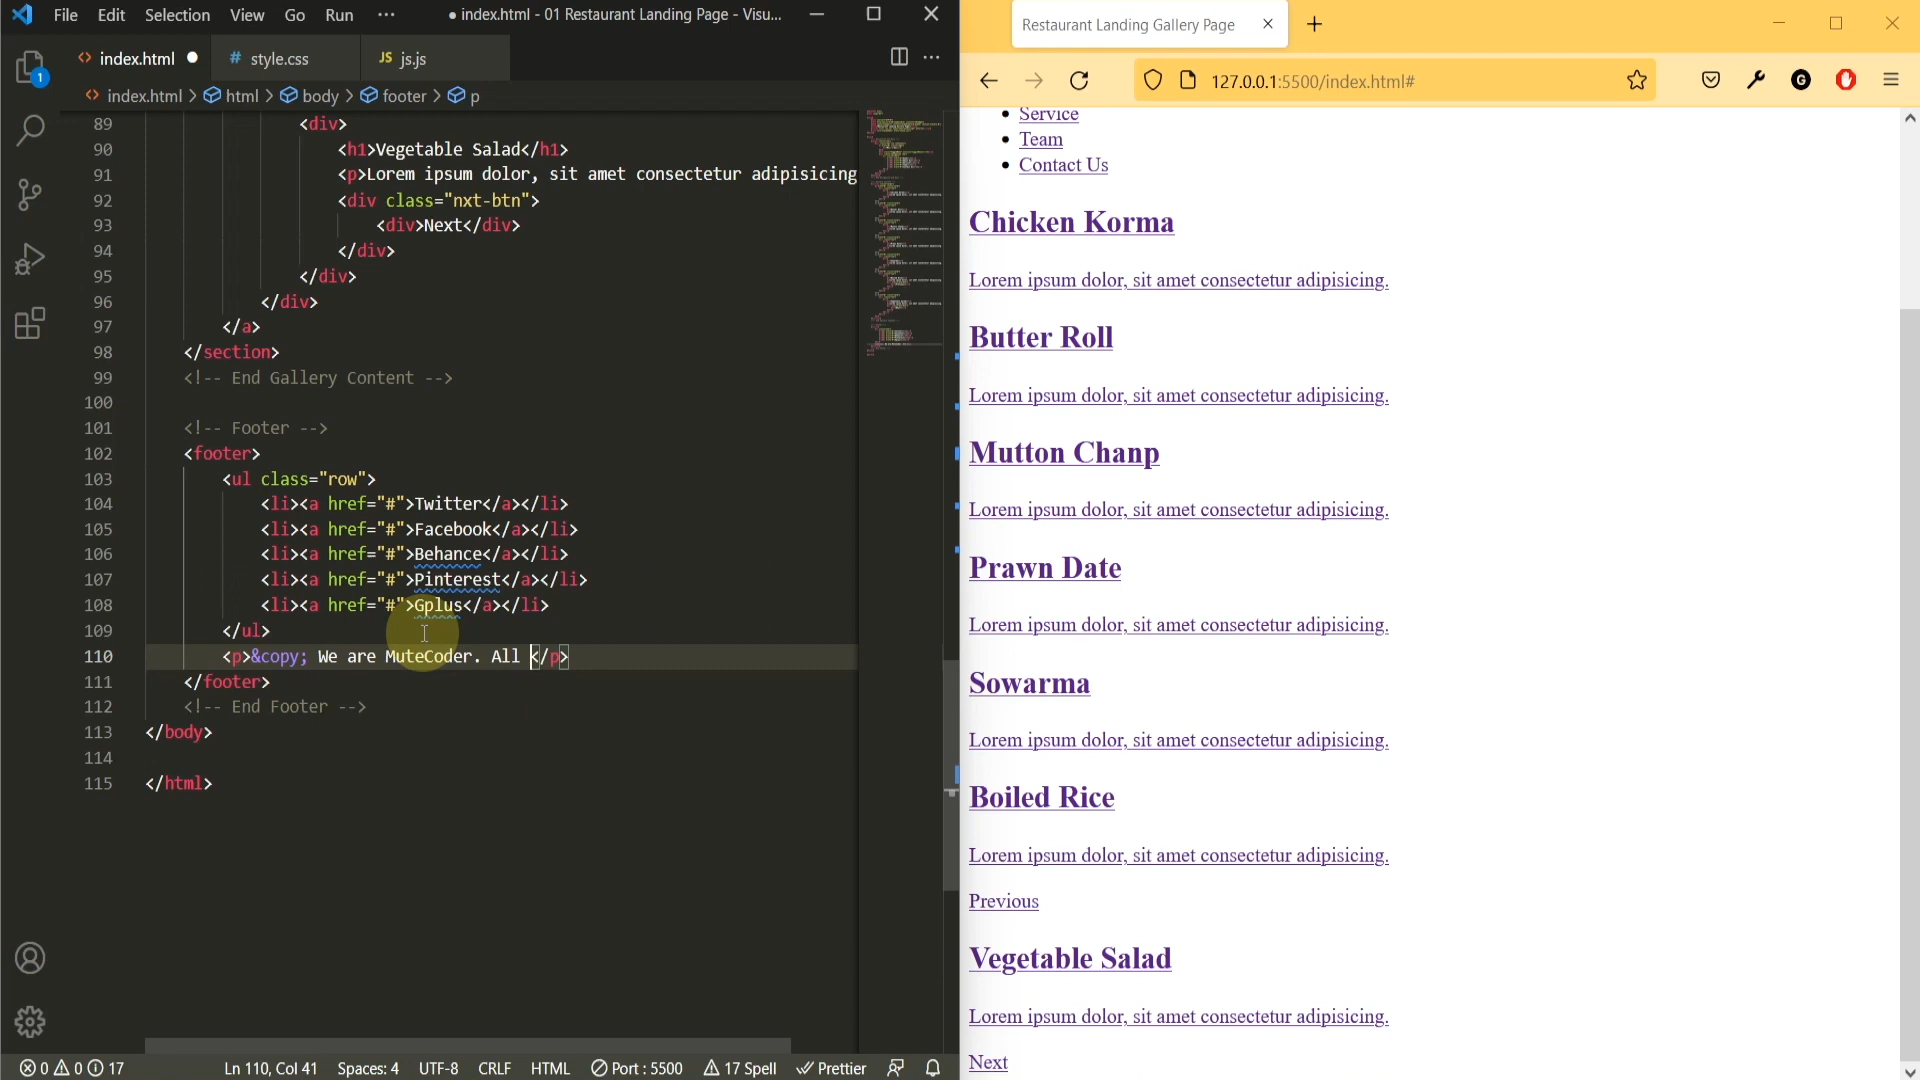 File Edit Selection View Go Run ··· ● index.html - 01 Restaurant Landing Page - Visu...
index.html ● # style.css JS js.js ···
index.html > html > body > footer > p
1
89 <div>
90 <h1>Vegetable Salad</h1>
91 <p>Lorem ipsum dolor, sit amet consectetur adipisicing
92 <div class="nxt-btn">
93 <div>Next</div>
94 </div>
95 </div>
96 </div>
97 </a>
98 </section>
99 <!-- End Gallery Content -->
100
101 <!-- Footer -->
102 <footer>
103 <ul class="row">
104 <li><a href="#">Twitter</a></li>
105 <li><a href="#">Facebook</a></li>
106 <li><a href="#">Behance</a></li>
107 <li><a href="#">Pinterest</a></li>
108 <li><a href="#">Gplus</a></li>
109 </ul>
110 <p>&copy; We are MuteCoder. All </p>
111 </footer>
112 <!-- End Footer -->
113 </body>
114
115 </html>
0 0 17 Ln 110, Col 41 Spaces: 4 UTF-8 CRLF HTML Port : 5500 17 Spell Prettier
Restaurant Landing Gallery Page
127.0.0.1:5500/index.html# G
Service
Team
Contact Us
Chicken Korma
Lorem ipsum dolor, sit amet consectetur adipisicing.
Butter Roll
Lorem ipsum dolor, sit amet consectetur adipisicing.
Mutton Chanp
Lorem ipsum dolor, sit amet consectetur adipisicing.
Prawn Date
Lorem ipsum dolor, sit amet consectetur adipisicing.
Sowarma
Lorem ipsum dolor, sit amet consectetur adipisicing.
Boiled Rice
Lorem ipsum dolor, sit amet consectetur adipisicing.
Previous
Vegetable Salad
Lorem ipsum dolor, sit amet consectetur adipisicing.
Next